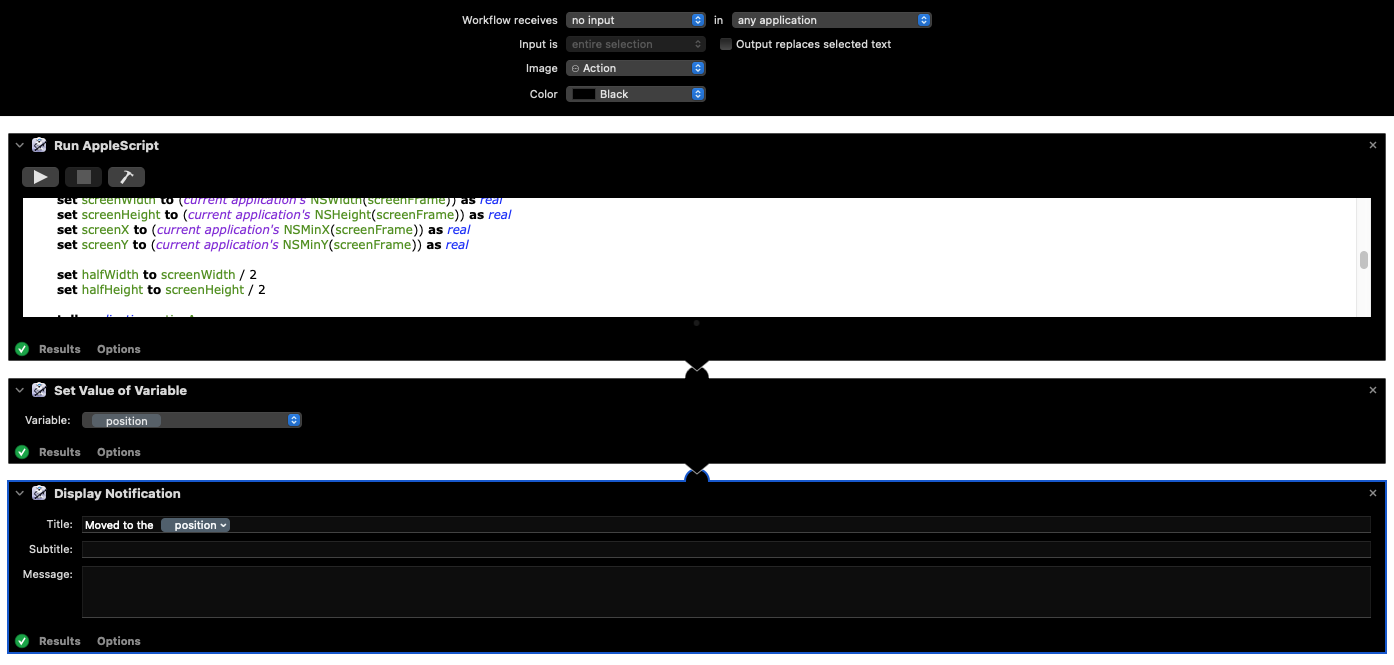 Workflow receives no input in any application
Input is entire selection Output replaces selected text
Image Action
Color Black
Run AppleScript
set screenWidth to (current application's NSWidth(screenFrame)) as real
set screenHeight to (current application's NSHeight(screenFrame)) as real
set screenX to (current application's NSMinX(screenFrame)) as real
set screenY to (current application's NSMinY(screenFrame)) as real
set halfWidth to screenWidth / 2
set halfHeight to screenHeight / 2
Results Options
Set Value of Variable
Variable: position
Results Options
Display Notification
Title: Moved to the position
Subtitle:
Message:
Results Options